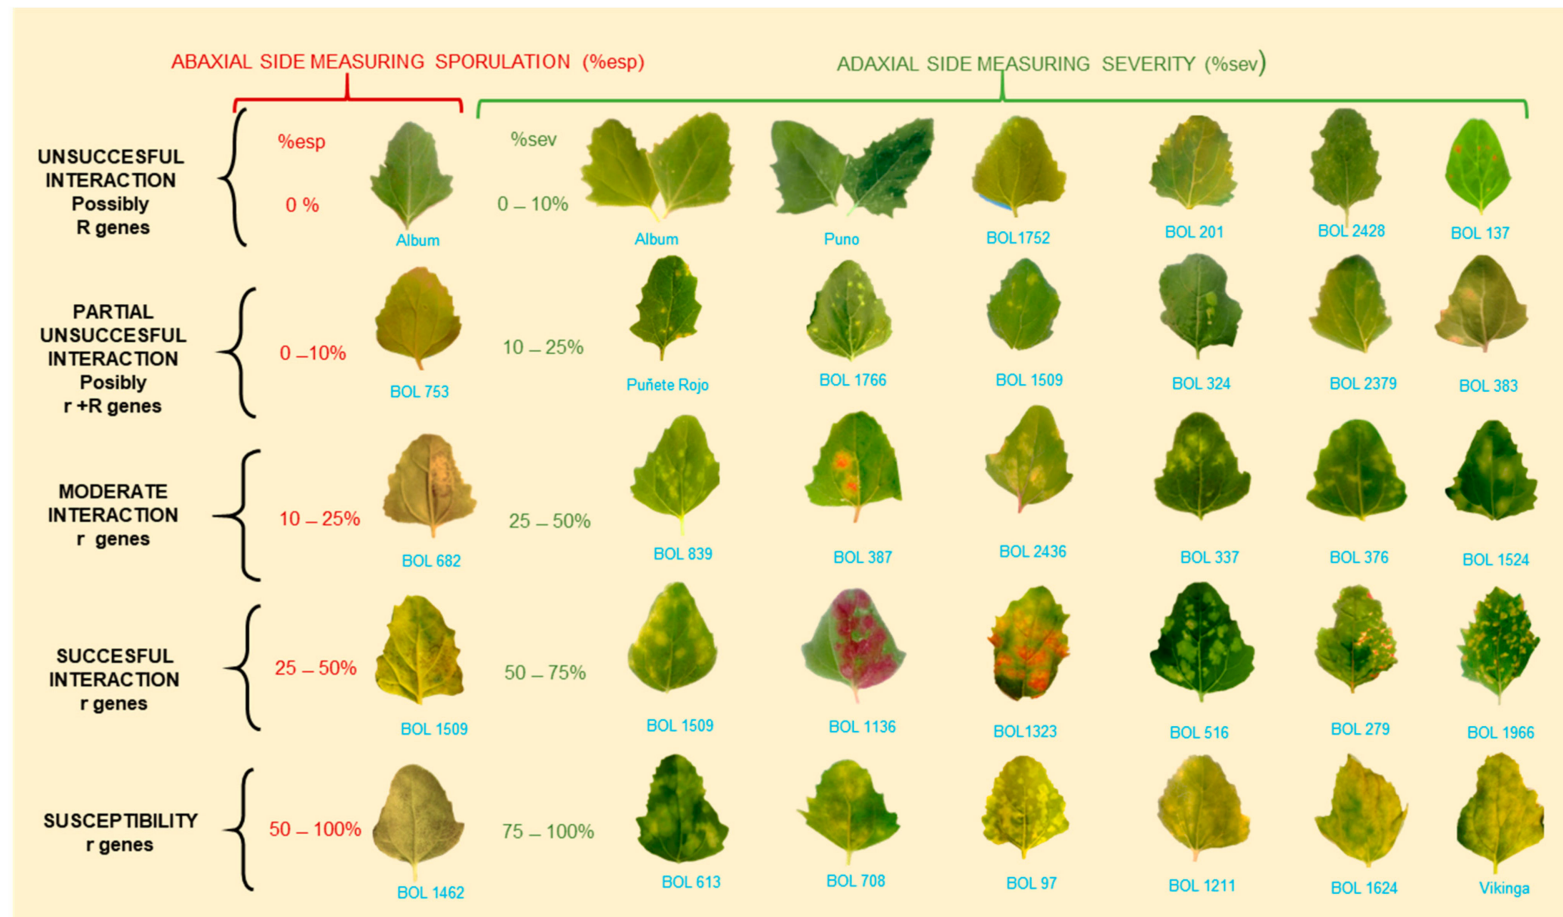 ABAXIAL SIDE MEASURING SPORULATION (%esp)
ADAXIAL SIDE MEASURING SEVERITY (%sev)
UNSUCCESFUL
INTERACTION
Possibly
R genes
%esp
0 %
Album
%sev
0 – 10%
Album
Puno
BOL1752
BOL 201
BOL 2428
BOL 137
PARTIAL
UNSUCCESFUL
INTERACTION
Posibly
r +R genes
0 –10%
BOL 753
10 – 25%
Puñete Rojo
BOL 1766
BOL 1509
BOL 324
BOL 2379
BOL 383
MODERATE
INTERACTION
r genes
10 – 25%
BOL 682
25 – 50%
BOL 839
BOL 387
BOL 2436
BOL 337
BOL 376
BOL 1524
SUCCESFUL
INTERACTION
r genes
25 – 50%
BOL 1509
50 – 75%
BOL 1509
BOL 1136
BOL1323
BOL 516
BOL 279
BOL 1966
SUSCEPTIBILITY
r genes
50 – 100%
BOL 1462
75 – 100%
BOL 613
BOL 708
BOL 97
BOL 1211
BOL 1624
Vikinga